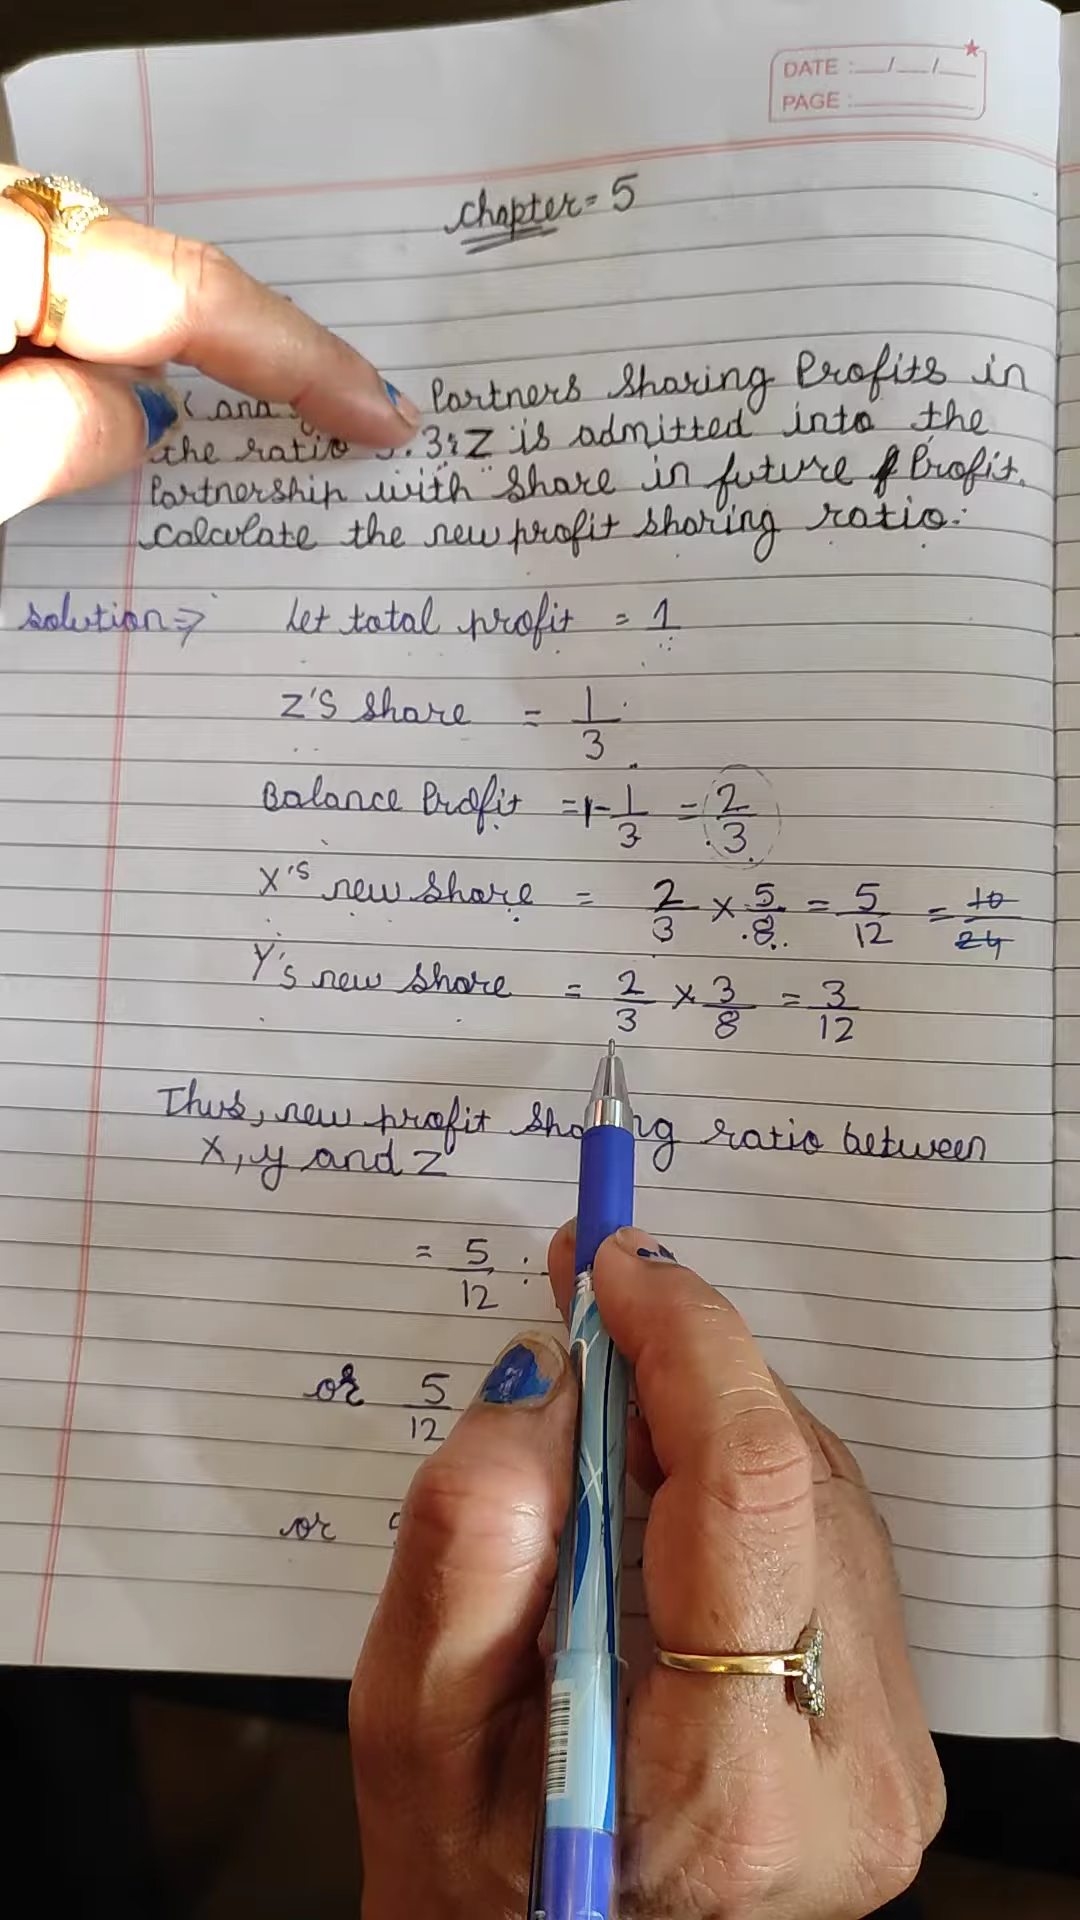 DATE :__/__/__
PAGE :
Chapter = 5
and Partners Sharing Profits in
the ratio : 3; Z is admitted into the
Partnership with Share in future Profit.
Calculate the new profit sharing ratio:
solution ⇒ Let total profit = 1
Z'S Share = 1/3
Balance Profit = 1 - 1/3 = 2/3
X's new Share = 2/3 × 5/8 = 5/12 = 10/24
Y's new Share = 2/3 × 3/8 = 3/12
Thus, new profit ratio between
X, y and Z
= 5/12 :
or 5/12
or